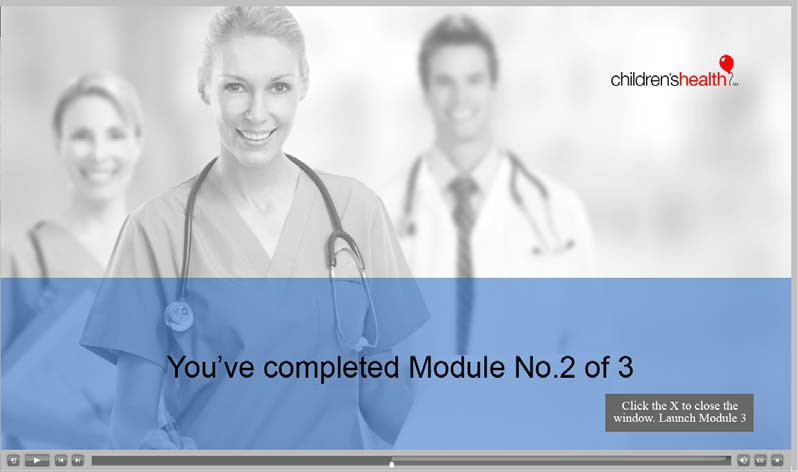 children'shealth
You've completed Module No.2 of 3
Click the X to close the
window. Launch Module 3